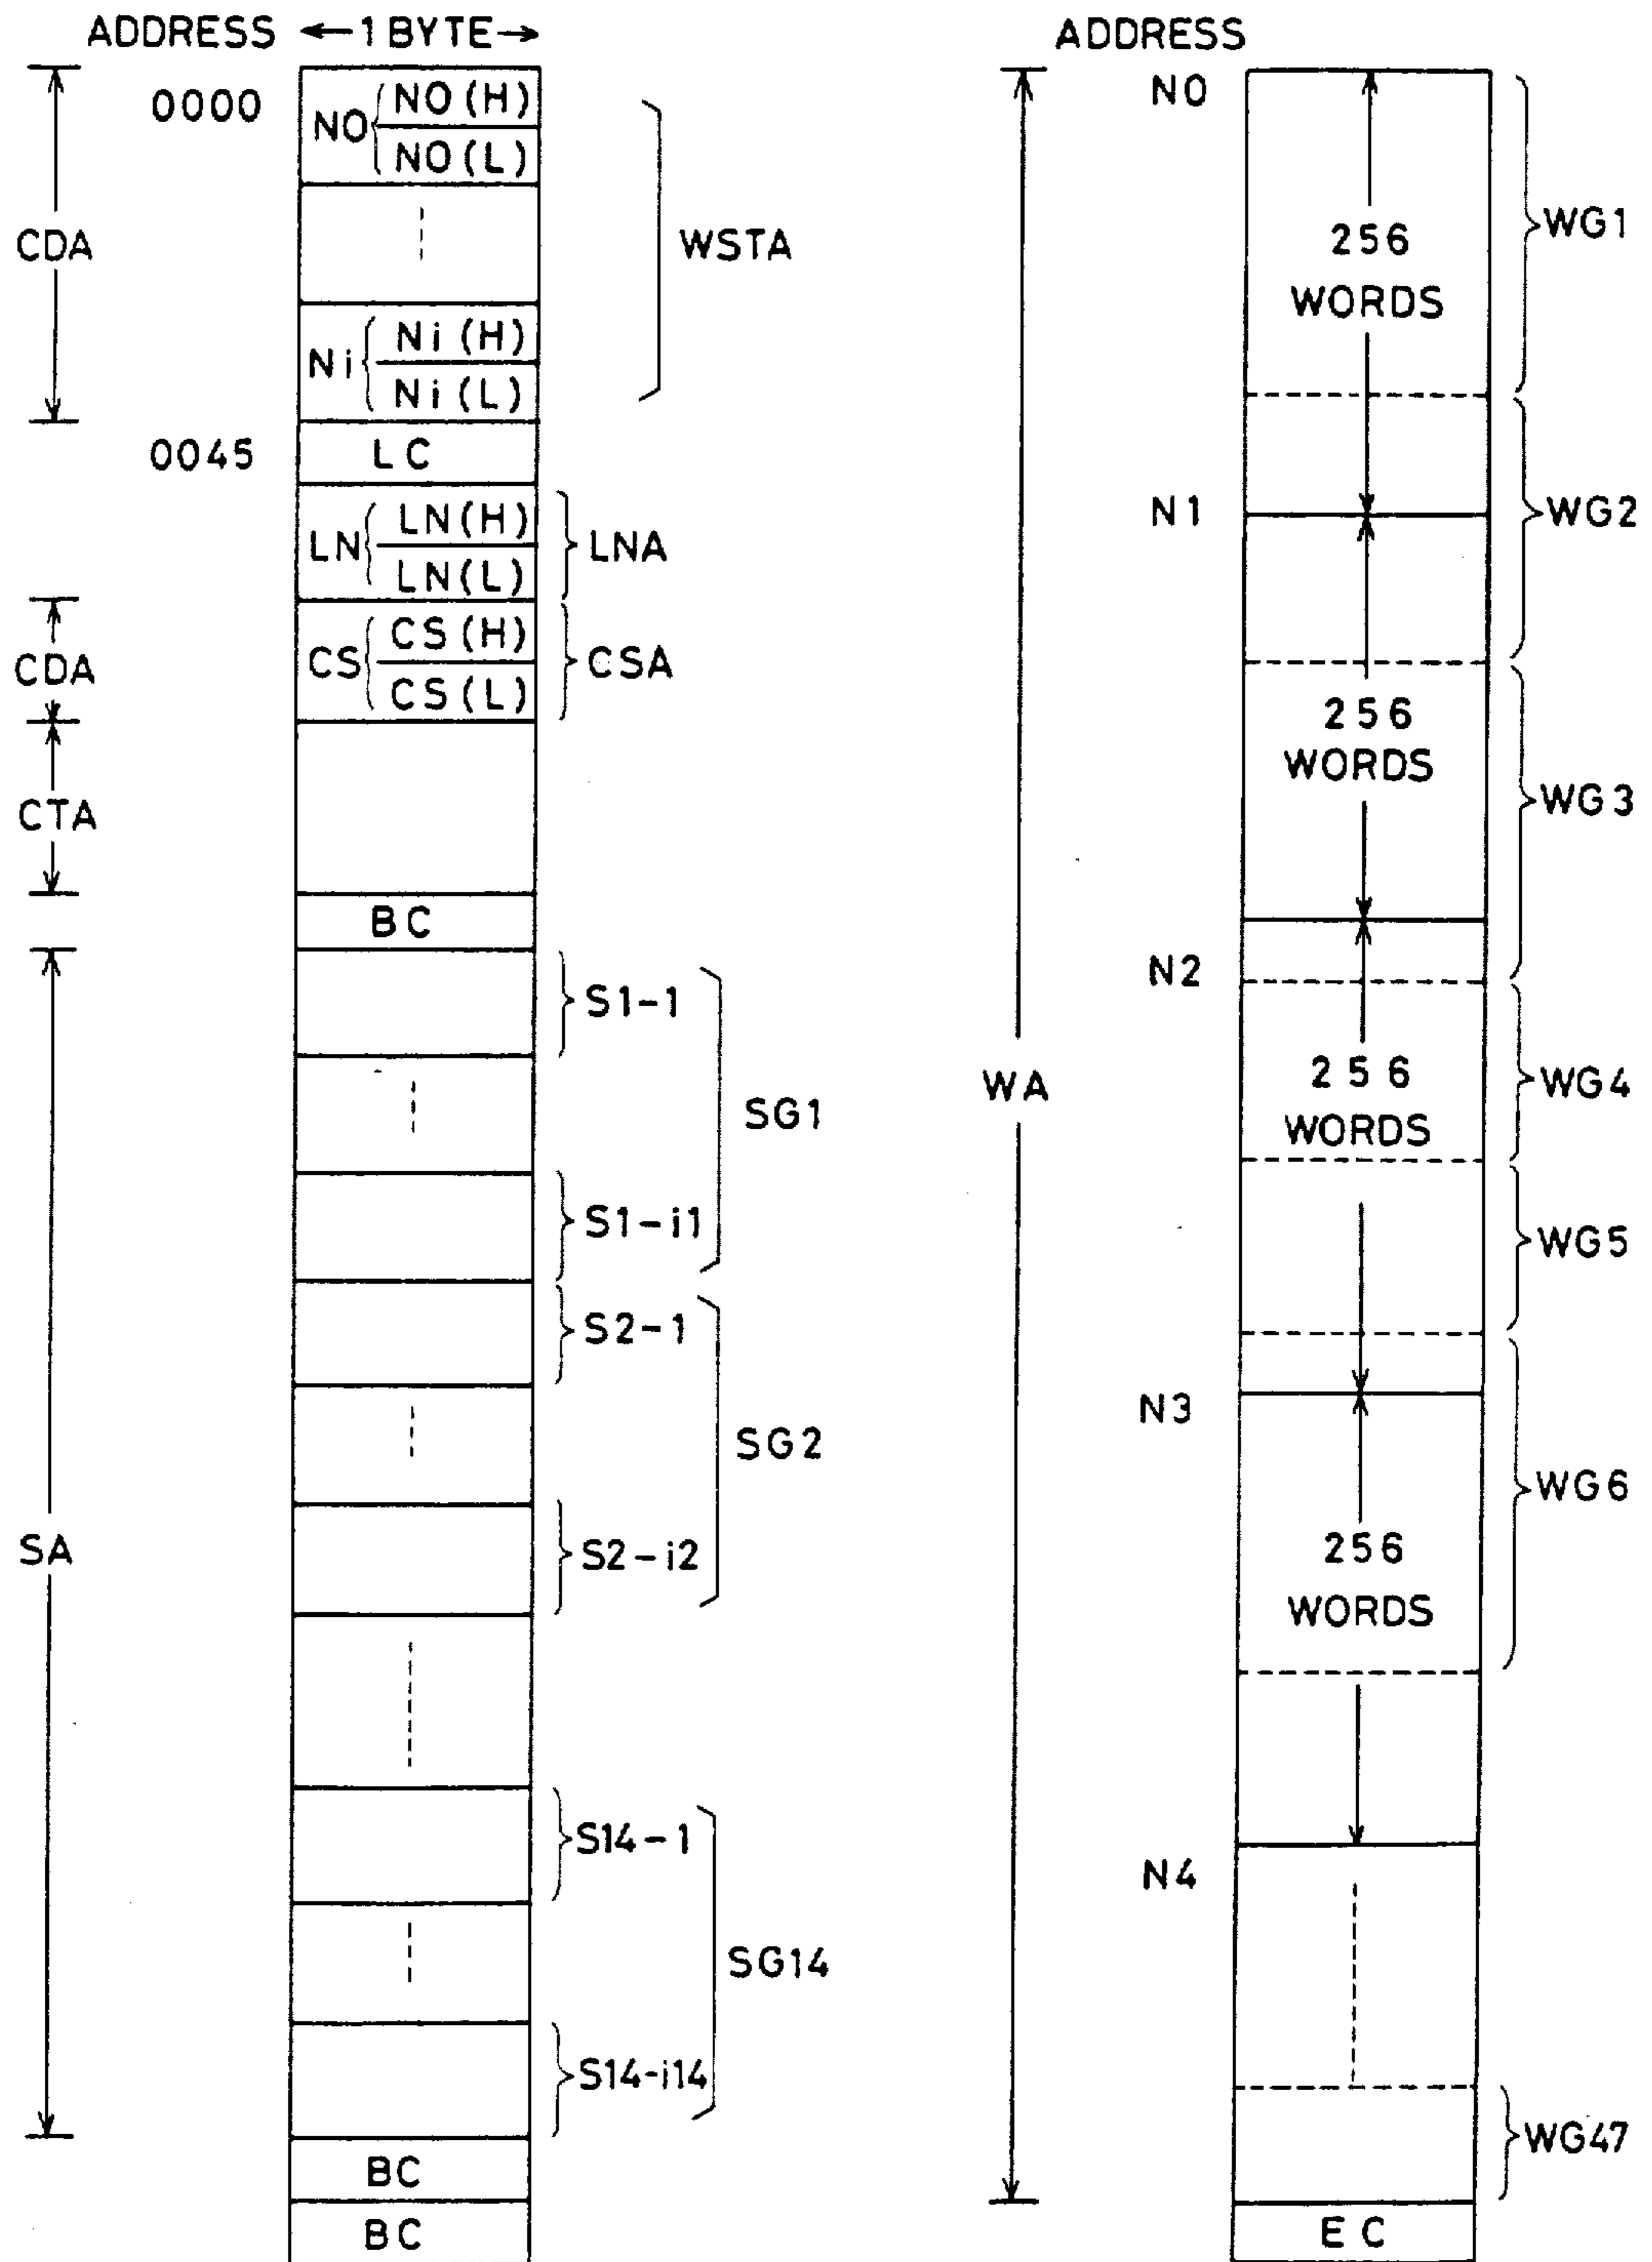 ADDRESS ←1 BYTE→
0000
NO
NO (H)
NO (L)
WSTA
CDA
Ni
Ni (H)
Ni (L)
0045
LC
LN
LN (H)
LN (L)
LNA
CDA
CS
CS (H)
CS (L)
CSA
CTA
BC
SA
S1-1
SG1
S1-i1
S2-1
SG2
S2-i2
S14-1
SG14
S14-i14
BC
BC
ADDRESS
WA
N0
256
WORDS
WG1
N1
WG2
256
WORDS
WG3
N2
256
WORDS
WG4
WG5
N3
256
WORDS
WG6
N4
WG47
EC